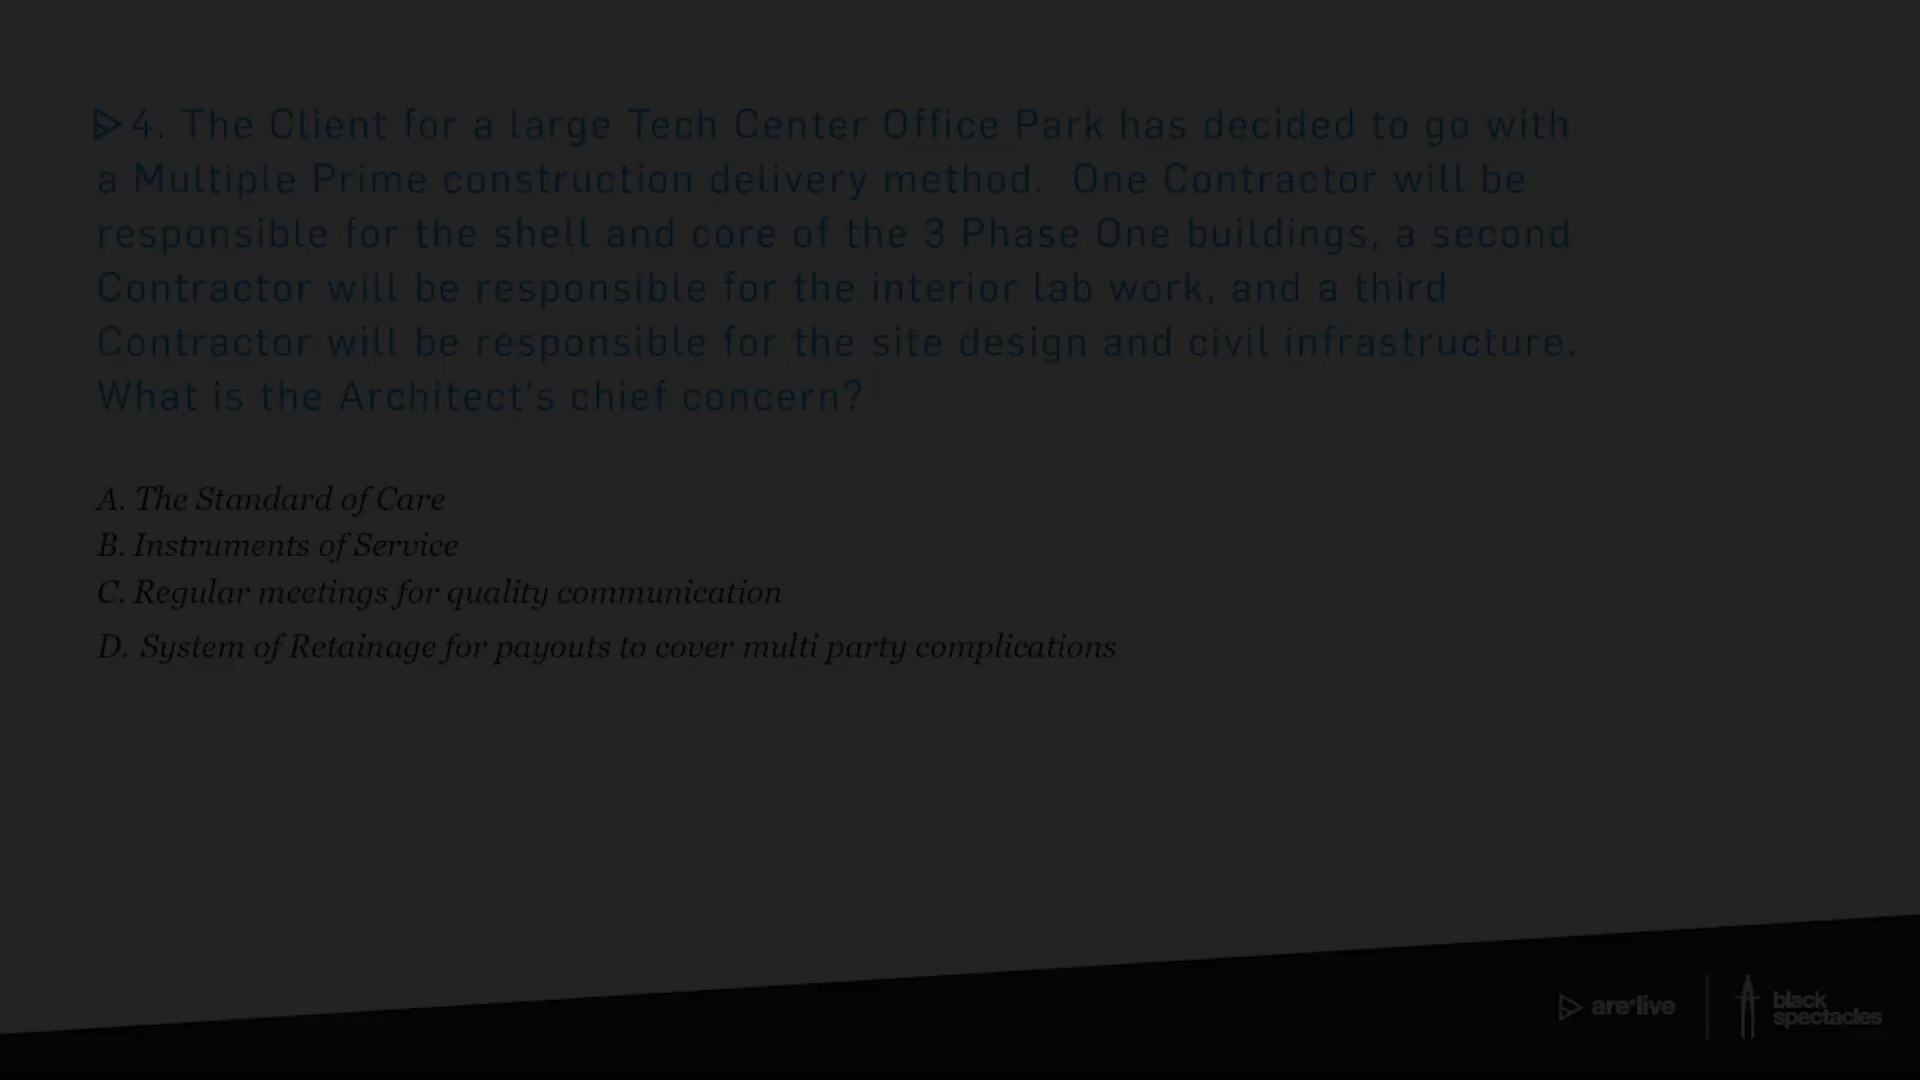 4. The Client for a large Tech Center Office Park has decided to go with
a Multiple Prime construction delivery method. One Contractor will be
responsible for the shell and core of the 3 Phase One buildings, a second
Contractor will be responsible for the interior lab work, and a third
Contractor will be responsible for the site design and civil infrastructure.
What is the Architect's chief concern?
A. The Standard of Care
B. Instruments of Service
C. Regular meetings for quality communication
D. System of Retainage for payouts to cover multi party complications
are•live
black
spectacles